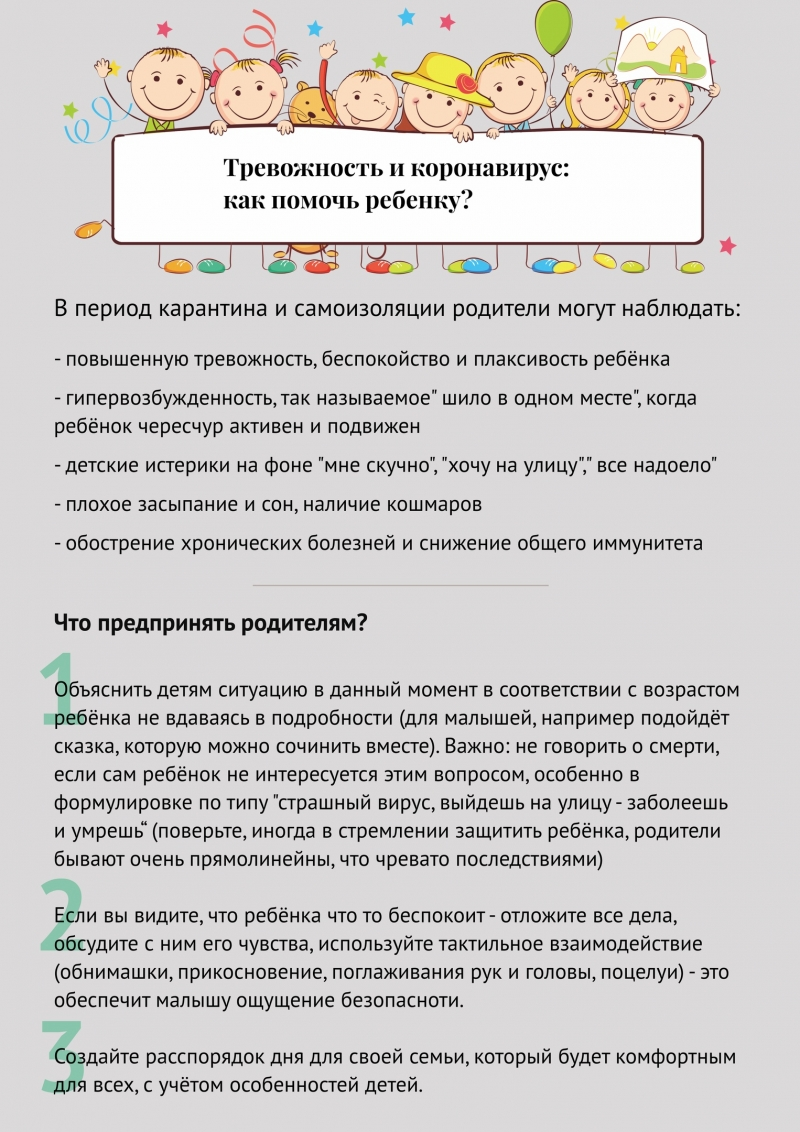 Тревожность и коронавирус:
как помочь ребенку?
В период карантина и самоизоляции родители могут наблюдать:
- повышенную тревожность, беспокойство и плаксивость ребёнка
- гипервозбужденность, так называемое" шило в одном месте", когда
ребёнок чересчур активен и подвижен
- детские истерики на фоне "мне скучно", "хочу на улицу"," все надоело"
- плохое засыпание и сон, наличие кошмаров
- обострение хронических болезней и снижение общего иммунитета
Что предпринять родителям?
1
Объяснить детям ситуацию в данный момент в соответствии с возрастом
ребёнка не вдаваясь в подробности (для малышей, например подойдёт
сказка, которую можно сочинить вместе). Важно: не говорить о смерти,
если сам ребёнок не интересуется этим вопросом, особенно в
формулировке по типу "страшный вирус, выйдешь на улицу - заболеешь
и умрешь“ (поверьте, иногда в стремлении защитить ребёнка, родители
бывают очень прямолинейны, что чревато последствиями)
2
Если вы видите, что ребёнка что то беспокоит - отложите все дела,
обсудите с ним его чувства, используйте тактильное взаимодействие
(обнимашки, прикосновение, поглаживания рук и головы, поцелуи) - это
обеспечит малышу ощущение безопасноти.
3
Создайте расспорядок дня для своей семьи, который будет комфортным
для всех, с учётом особенностей детей.